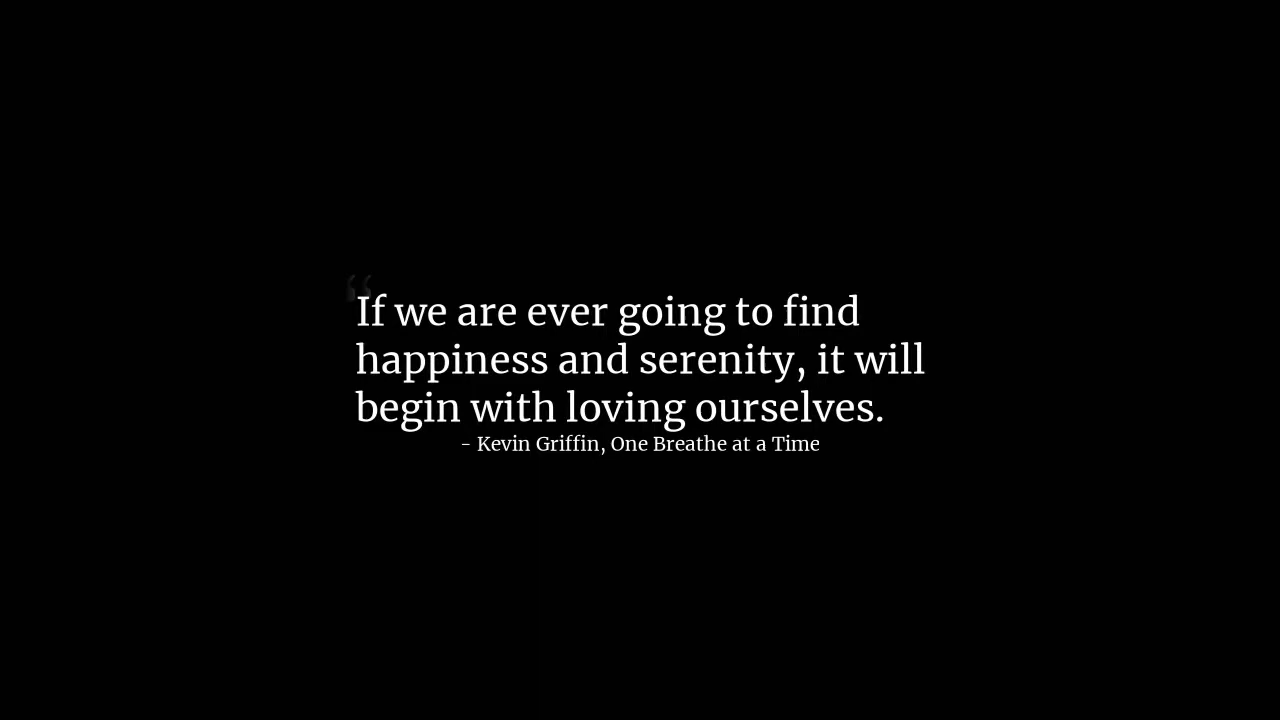 “
If we are ever going to find
happiness and serenity, it will
begin with loving ourselves.
- Kevin Griffin, One Breathe at a Time